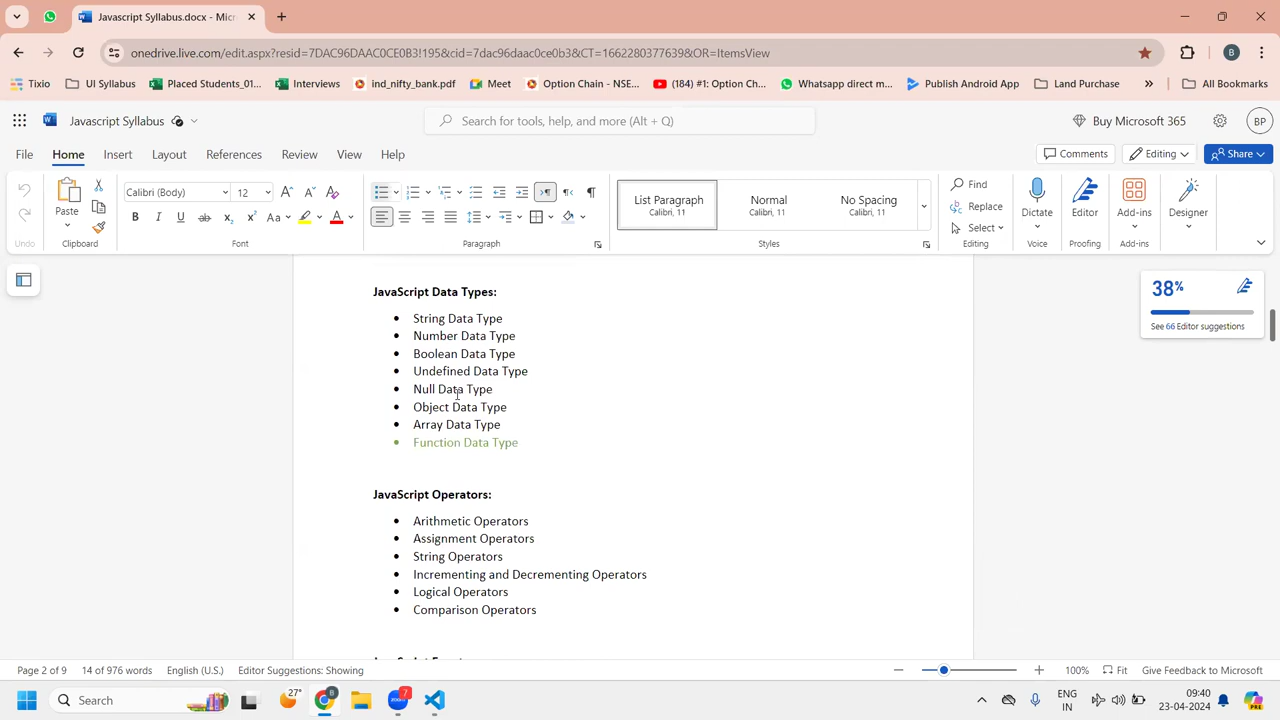 Javascript Syllabus.docx - Micr
onedrive.live.com/edit.aspx?resid=7DAC96DAAC0CE0B3!195&cid=7dac96daac0ce0b3&CT=1662280377639&OR=ItemsView
B
Tixio
UI Syllabus
Placed Students_01...
Interviews
ind_nifty_bank.pdf
Meet
Option Chain - NSE...
(184) #1: Option Ch...
Whatsapp direct m...
Publish Android App
Land Purchase
»
All Bookmarks
Javascript Syllabus
Search for tools, help, and more (Alt + Q)
Buy Microsoft 365
BP
File
Home
Insert
Layout
References
Review
View
Help
Comments
Editing
Share
Calibri (Body)
12
Paste
List Paragraph
Calibri, 11
Normal
Calibri, 11
No Spacing
Calibri, 11
Find
Replace
Select
Dictate
Editor
Add-ins
Designer
Undo
Clipboard
Font
Paragraph
Styles
Editing
Voice
Proofing
Add-ins
38%
See 66 Editor suggestions
JavaScript Data Types:
• String Data Type
• Number Data Type
• Boolean Data Type
• Undefined Data Type
• Null Data Type
• Object Data Type
• Array Data Type
• Function Data Type
JavaScript Operators:
• Arithmetic Operators
• Assignment Operators
• String Operators
• Incrementing and Decrementing Operators
• Logical Operators
• Comparison Operators
Page 2 of 9
14 of 976 words
English (U.S.)
Editor Suggestions: Showing
100%
Fit
Give Feedback to Microsoft
Search
27°
7
ENG
IN
09:40
23-04-2024